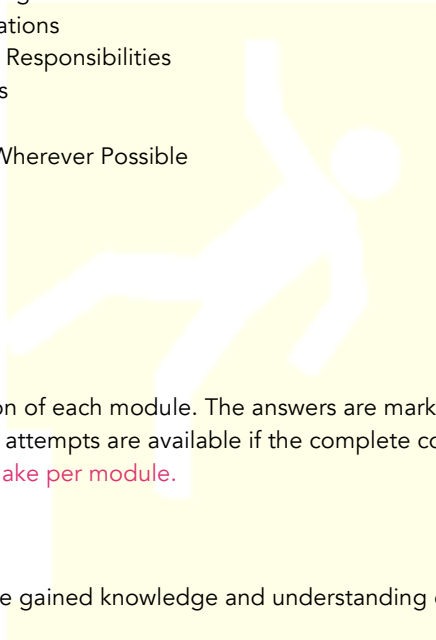 ations
Responsibilities
s
Wherever Possible
on of each module. The answers are mark
attempts are available if the complete co
ake per module.
e gained knowledge and understanding